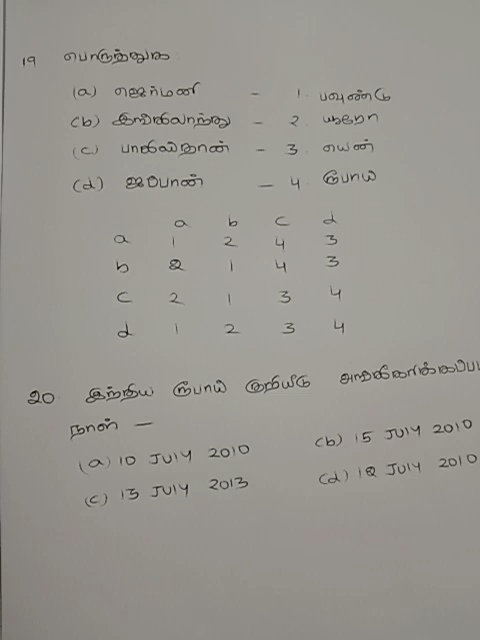 19 பொருத்துக
(a) ஜெர்மனி - 1. பவுண்டு
(b) இங்கிலாந்து - 2. யூரோ
(c) பாகிஸ்தான் - 3 யென்
(d) ஜப்பான் - 4 ரூபாய்
a b c d
a 1 2 4 3
b 2 1 4 3
c 2 1 3 4
d 1 2 3 4
20 இந்திய ரூபாய் குறியீடு அறிவிக்கப்ப
நாள் -
(a) 10 JUly 2010 (b) 15 JUly 2010
(c) 13 JUly 2013 (d) 12 JUly 2010